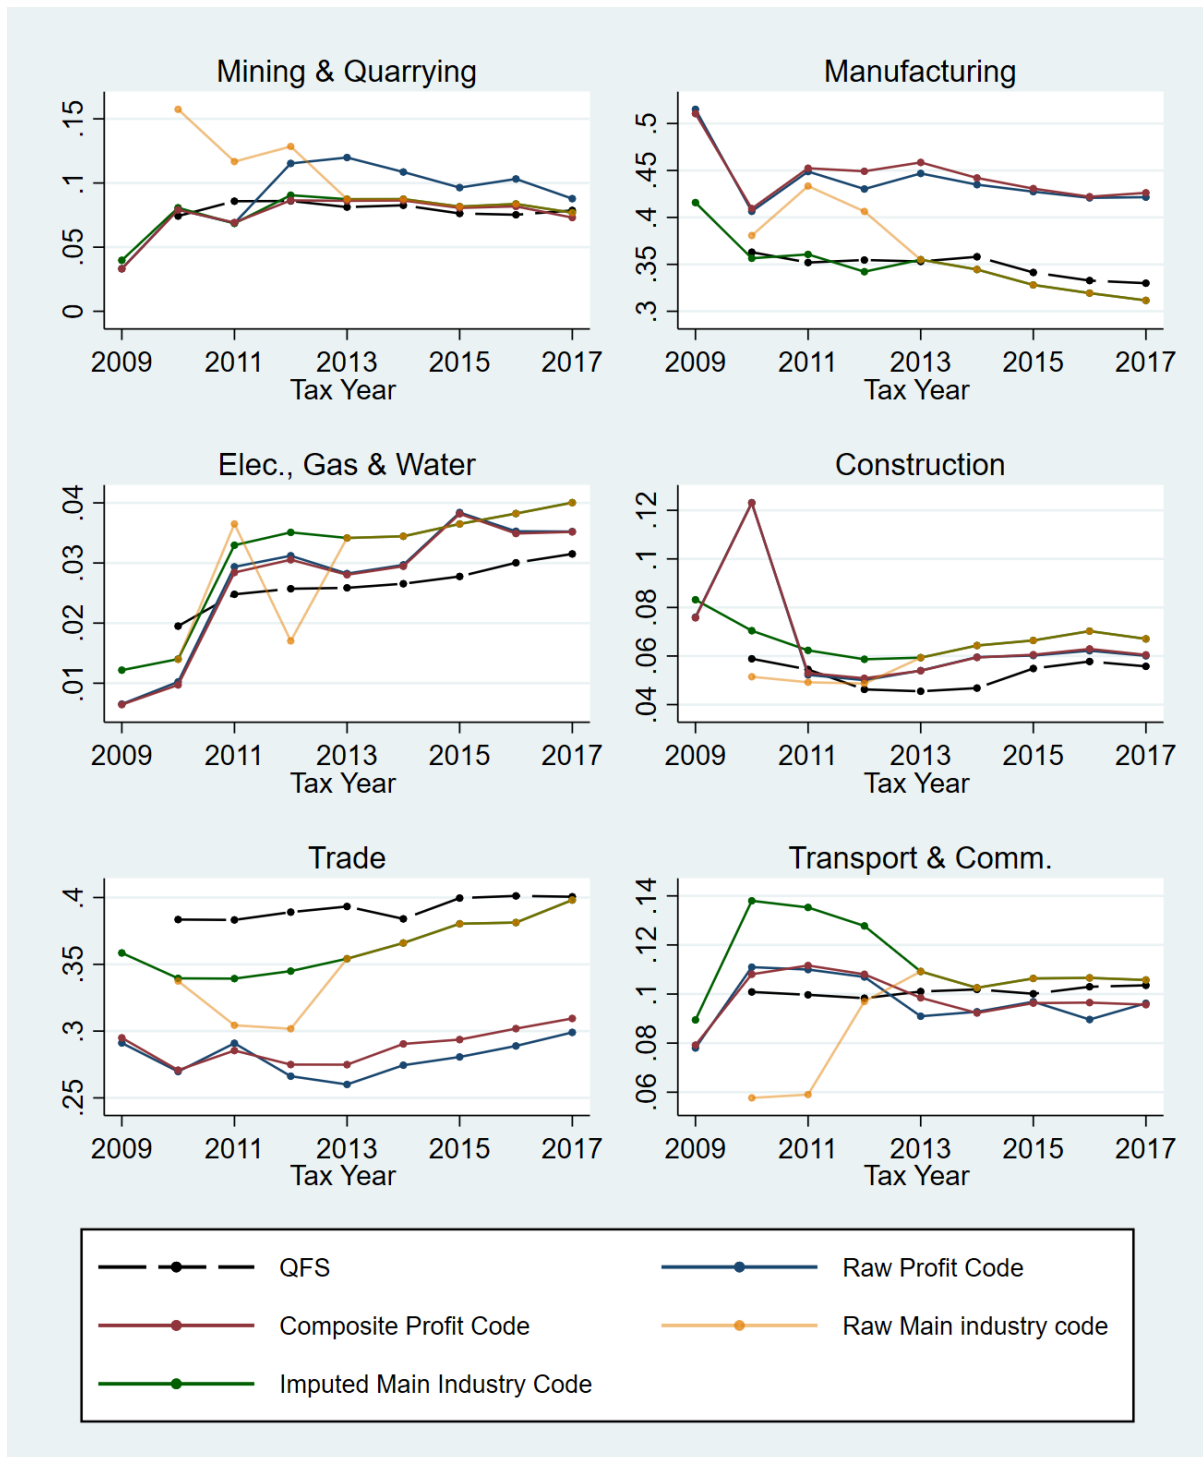 Mining & Quarrying
.15
.1
.05
0
2009 2011 2013 2015 2017
Tax Year
Manufacturing
.5
.45
.4
.35
.3
2009 2011 2013 2015 2017
Tax Year
Elec., Gas & Water
.04
.03
.02
.01
2009 2011 2013 2015 2017
Tax Year
Construction
.12
.1
.08
.06
.04
2009 2011 2013 2015 2017
Tax Year
Trade
.4
.35
.3
.25
2009 2011 2013 2015 2017
Tax Year
Transport & Comm.
.14
.12
.1
.08
.06
2009 2011 2013 2015 2017
Tax Year
QFS
Raw Profit Code
Composite Profit Code
Raw Main industry code
Imputed Main Industry Code